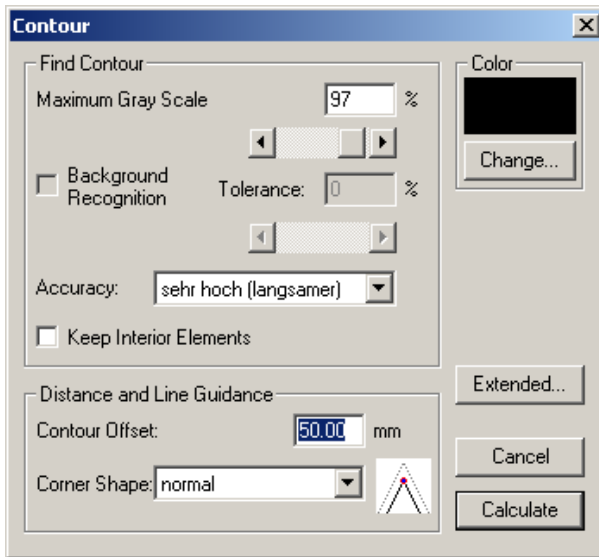 Contour
Find Contour
Maximum Gray Scale 97 %
Background
Recognition
Tolerance: 0 %
Accuracy: sehr hoch (langsamer)
Keep Interior Elements
Color
Change...
Distance and Line Guidance
Contour Offset: 50.00 mm
Corner Shape: normal
Extended...
Cancel
Calculate